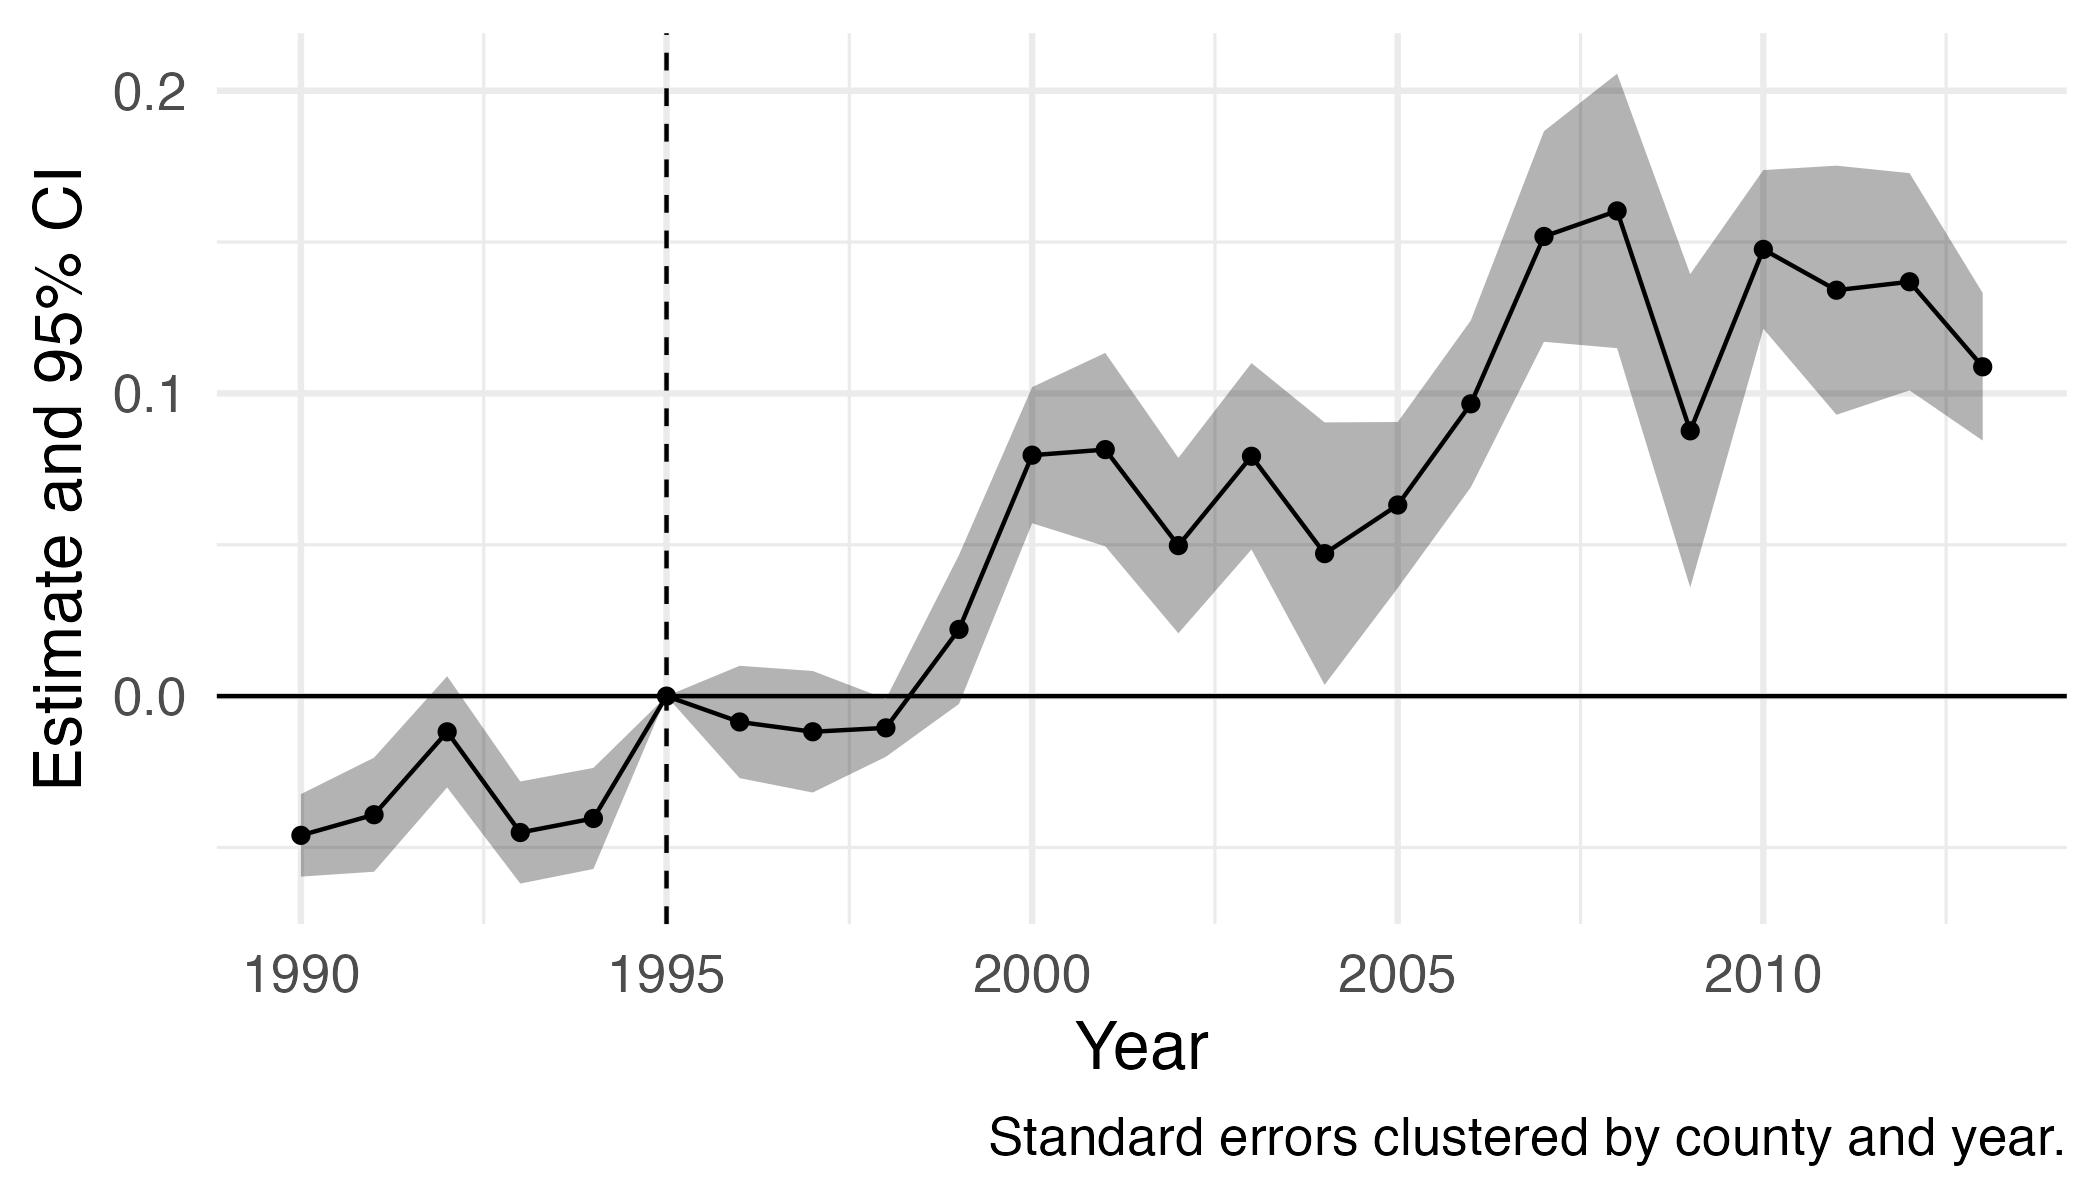 Estimate and 95% CI
0.2
0.1
0.0
1990
1995
2000
2005
2010
Year
Standard errors clustered by county and year.